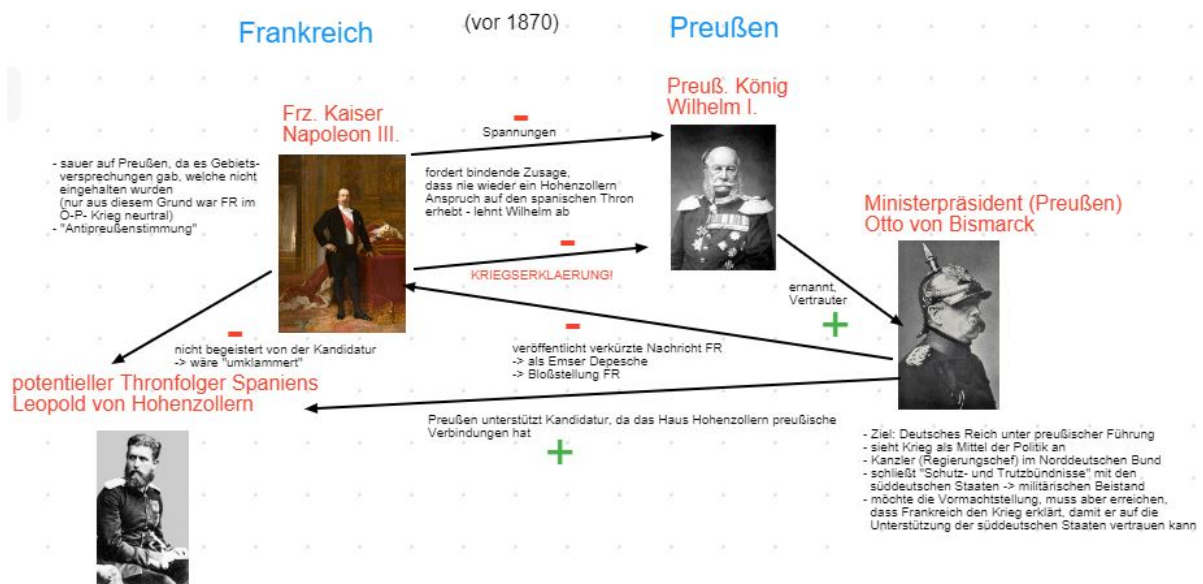 Frankreich
(vor 1870)
Preußen
Frz. Kaiser
Napoleon III.
Preuß. König
Wilhelm I.
Spannungen
- sauer auf Preußen, da es Gebiets-
versprechungen gab, welche nicht
eingehalten wurden
(nur aus diesem Grund war FR im
Ö-P- Krieg neurtral)
- "Antipreußenstimmung"
fordert bindende Zusage,
dass nie wieder ein Hohenzollern
Anspruch auf den spanischen Thron
erhebt - lehnt Wilhelm ab
KRIEGSERKLAERUNG!
Ministerpräsident (Preußen)
Otto von Bismarck
ernannt,
Vertrauter
nicht begeistert von der Kandidatur
-> wäre "umklammert"
veröffentlicht verkürzte Nachricht FR
-> als Emser Depesche
-> Bloßstellung FR
potentieller Thronfolger Spaniens
Leopold von Hohenzollern
Preußen unterstützt Kandidatur, da das Haus Hohenzollern preußische
Verbindungen hat
- Ziel: Deutsches Reich unter preußischer Führung
- sieht Krieg als Mittel der Politik an
- Kanzler (Regierungschef) im Norddeutschen Bund
- schließt "Schutz- und Trutzbündnisse" mit den
süddeutschen Staaten -> militärischen Beistand
- möchte die Vormachtstellung, muss aber erreichen,
dass Frankreich den Krieg erklärt, damit er auf die
Unterstützung der süddeutschen Staaten vertrauen kann